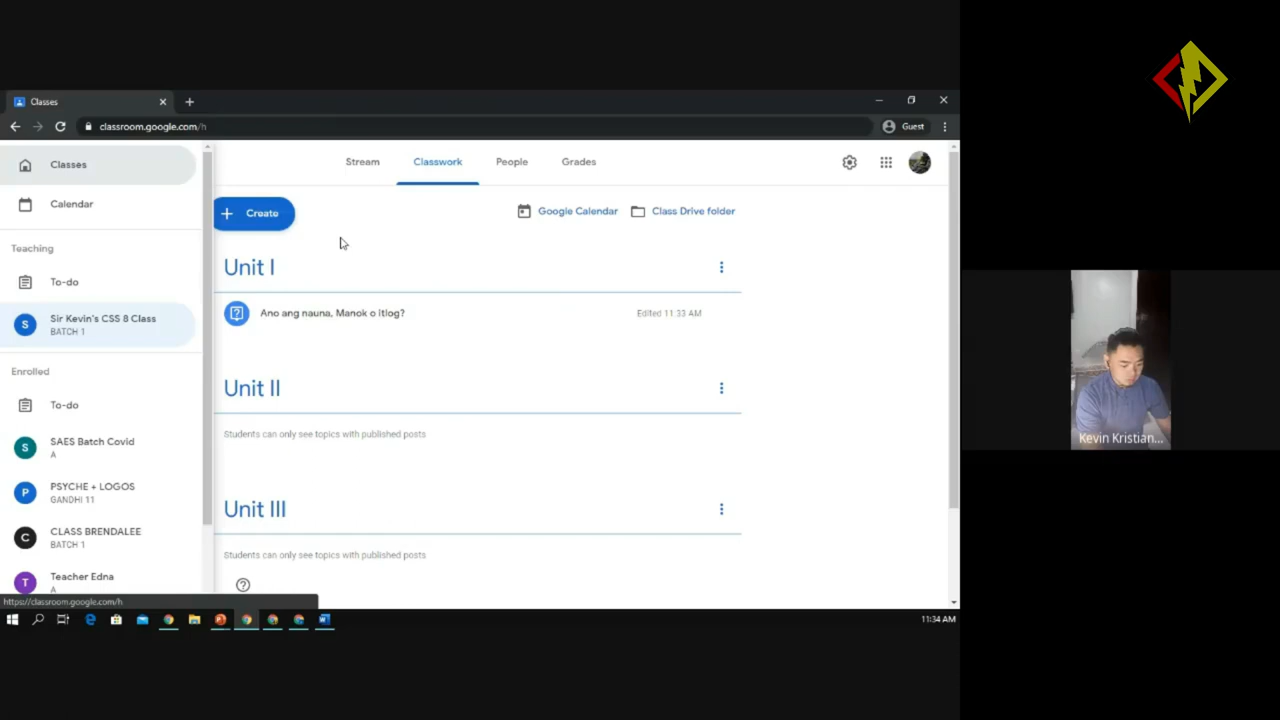 Classes
classroom.google.com/h
Guest
Classes
Calendar
Teaching
To-do
S
Sir Kevin's CSS 8 Class
BATCH 1
Enrolled
To-do
S
SAES Batch Covid
A
P
PSYCHE + LOGOS
GANDHI 11
C
CLASS BRENDALEE
BATCH 1
T
Teacher Edna
A
https://classroom.google.com/h
Stream
Classwork
People
Grades
Create
Google Calendar
Class Drive folder
Unit I
Ano ang nauna, Manok o itlog?
Edited 11:33 AM
Unit II
Students can only see topics with published posts
Unit III
Students can only see topics with published posts
11:34 AM
Kevin Kristian...